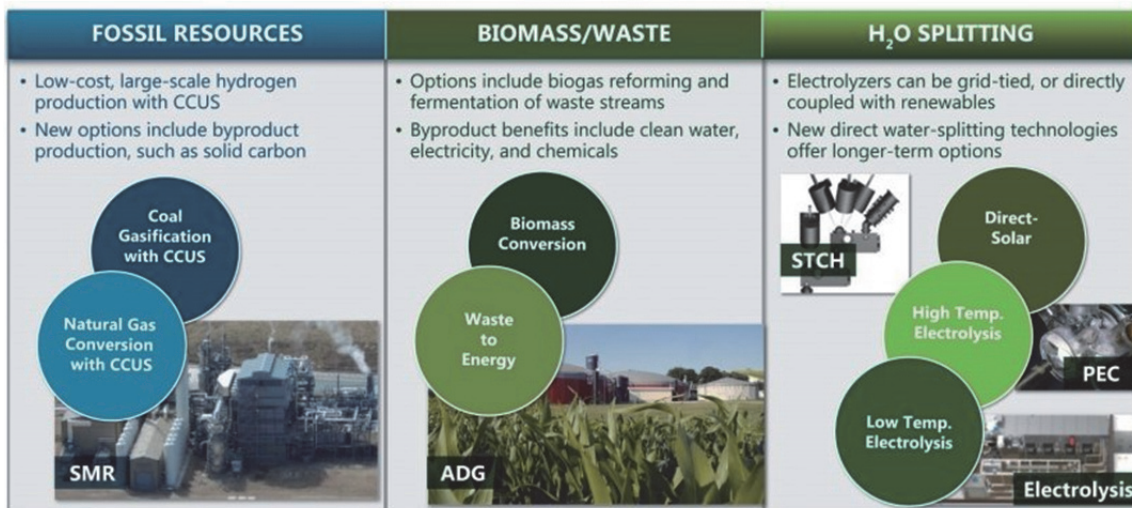 FOSSIL RESOURCES
• Low-cost, large-scale hydrogen
production with CCUS
• New options include byproduct
production, such as solid carbon
Coal
Gasification
with CCUS
Natural Gas
Conversion
with CCUS
SMR
BIOMASS/WASTE
• Options include biogas reforming and
fermentation of waste streams
• Byproduct benefits include clean water,
electricity, and chemicals
Biomass
Conversion
Waste
to
Energy
ADG
H₂O SPLITTING
• Electrolyzers can be grid-tied, or directly
coupled with renewables
• New direct water-splitting technologies
offer longer-term options
STCH
Direct-
Solar
High Temp.
Electrolysis
PEC
Low Temp.
Electrolysis
Electrolysis